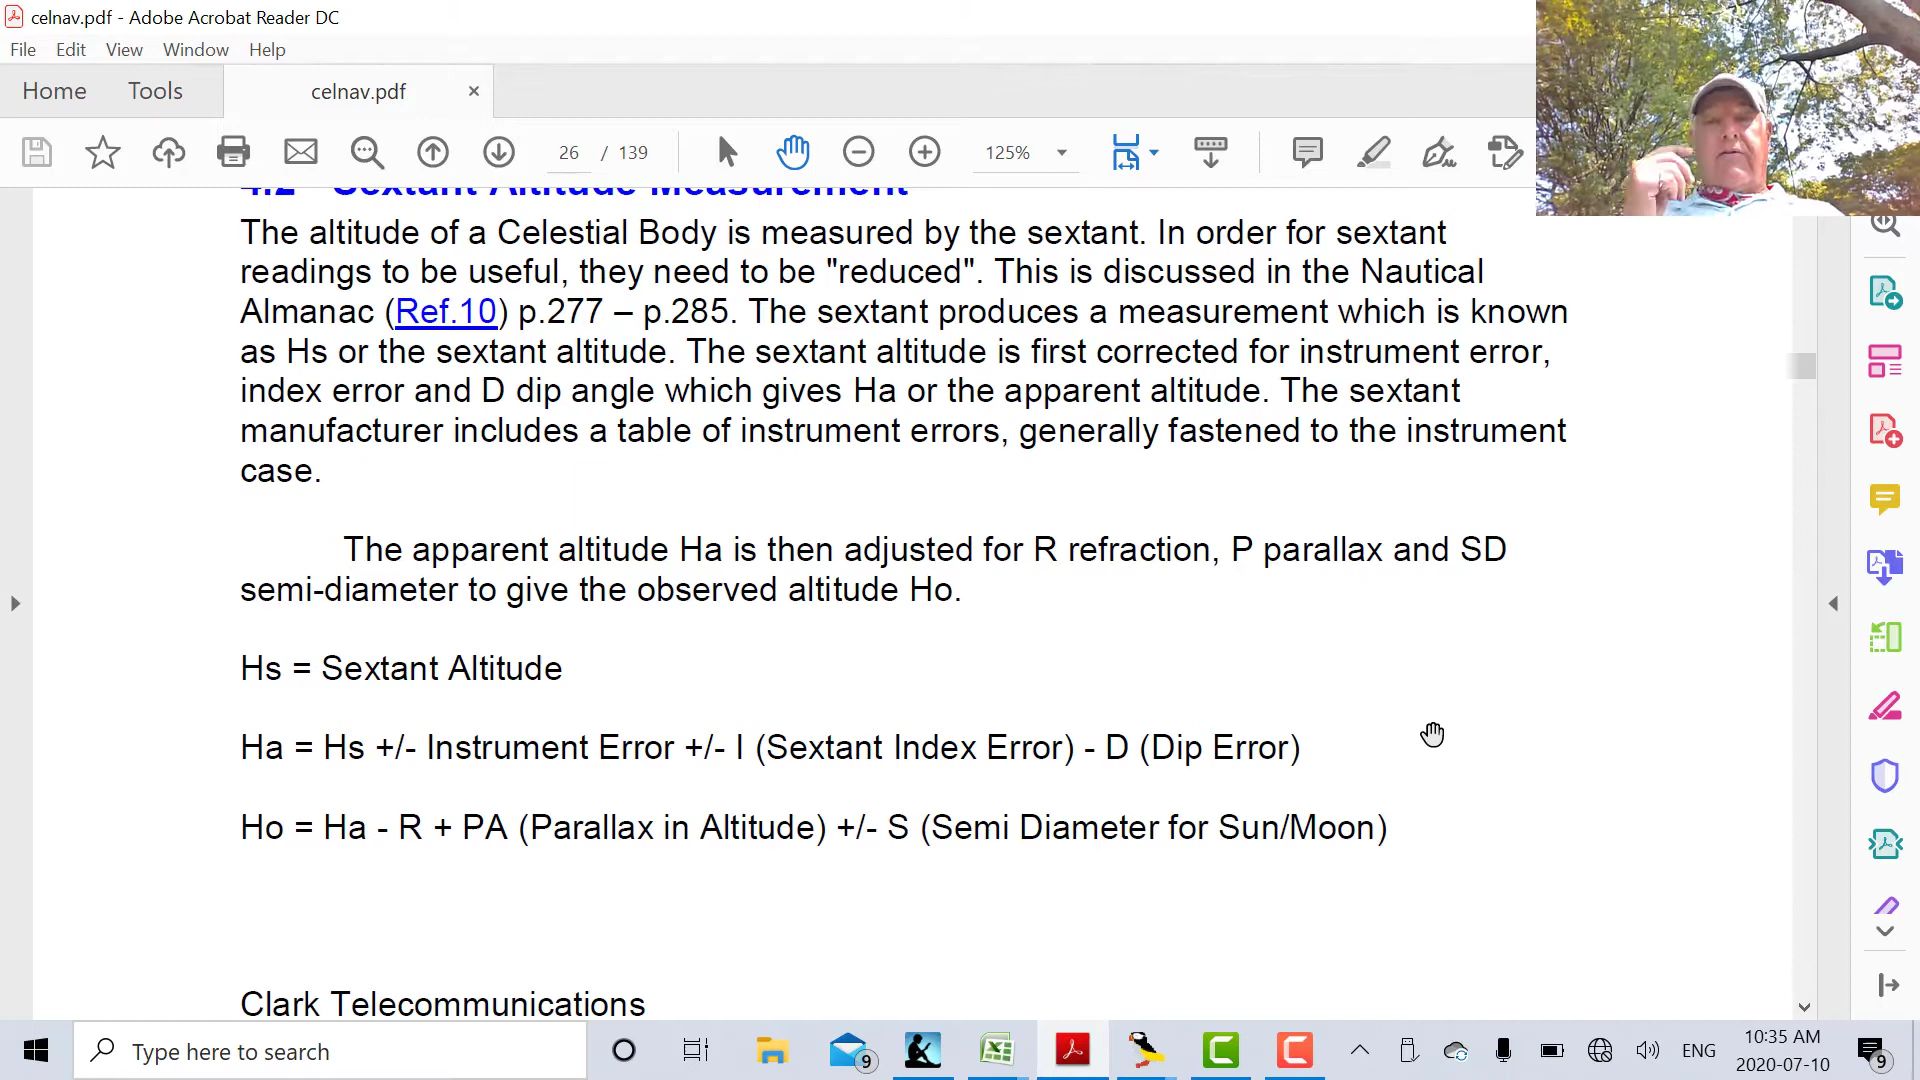 celnav.pdf - Adobe Acrobat Reader DC
File Edit View Window Help
Home Tools celnav.pdf ×
26 / 139 125%
4.2 Sextant Altitude Measurement
The altitude of a Celestial Body is measured by the sextant. In order for sextant
readings to be useful, they need to be "reduced". This is discussed in the Nautical
Almanac (Ref.10) p.277 – p.285. The sextant produces a measurement which is known
as Hs or the sextant altitude. The sextant altitude is first corrected for instrument error,
index error and D dip angle which gives Ha or the apparent altitude. The sextant
manufacturer includes a table of instrument errors, generally fastened to the instrument
case.
The apparent altitude Ha is then adjusted for R refraction, P parallax and SD
semi-diameter to give the observed altitude Ho.
Hs = Sextant Altitude
Ha = Hs +/- Instrument Error +/- I (Sextant Index Error) - D (Dip Error)
Ho = Ha - R + PA (Parallax in Altitude) +/- S (Semi Diameter for Sun/Moon)
Clark Telecommunications
Type here to search
9
ENG
10:35 AM
2020-07-10
9